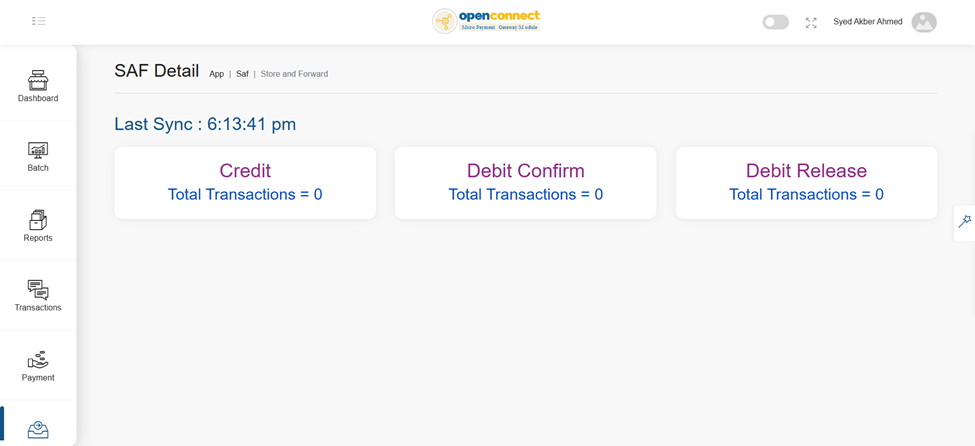 openconnect
Micro Payment Gateway Module
Syed Akber Ahmed
Dashboard
Batch
Reports
Transactions
Payment
SAF Detail App | Saf | Store and Forward
Last Sync : 6:13:41 pm
Credit
Total Transactions = 0
Debit Confirm
Total Transactions = 0
Debit Release
Total Transactions = 0